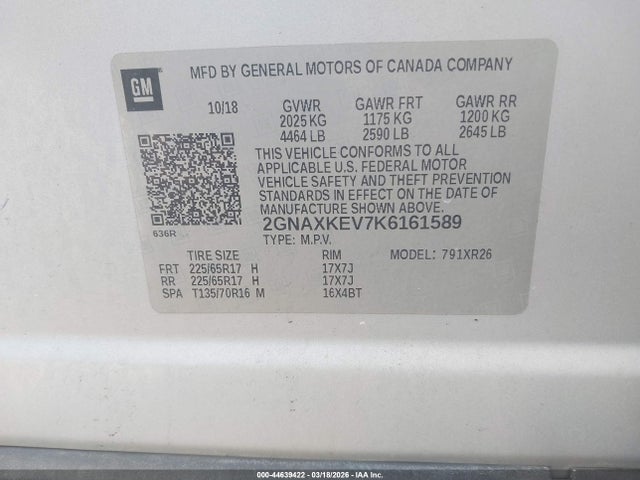 GM
MFD BY GENERAL MOTORS OF CANADA COMPANY
10/18 GVWR GAWR FRT GAWR RR
2025 KG 1175 KG 1200 KG
4464 LB 2590 LB 2645 LB
THIS VEHICLE CONFORMS TO ALL
APPLICABLE U.S. FEDERAL MOTOR
VEHICLE SAFETY AND THEFT PREVENTION
STANDARDS IN EFFECT ON THE DATE OF
MANUFACTURE SHOWN ABOVE.
2GNAXKEV7K6161589
636R
TYPE: M.P.V. MODEL: 791XR26
TIRE SIZE RIM
FRT 225/65R17 H 17X7J
RR 225/65R17 H 17X7J
SPA T135/70R16 M 16X4BT
000-44639422 - 03/18/2026 - IAAI.COM